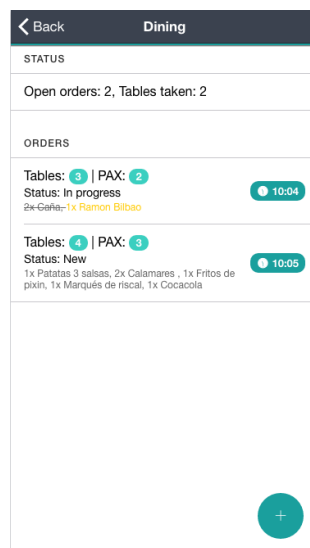 Back
Dining
STATUS
Open orders: 2, Tables taken: 2
ORDERS
Tables: 3 | PAX: 2
Status: In progress
2x Caña, 1x Ramon Bilbao
10:04
Tables: 4 | PAX: 3
Status: New
1x Patatas 3 salsas, 2x Calamares , 1x Fritos de
pixin, 1x Marqués de riscal, 1x Cocacola
10:05
+